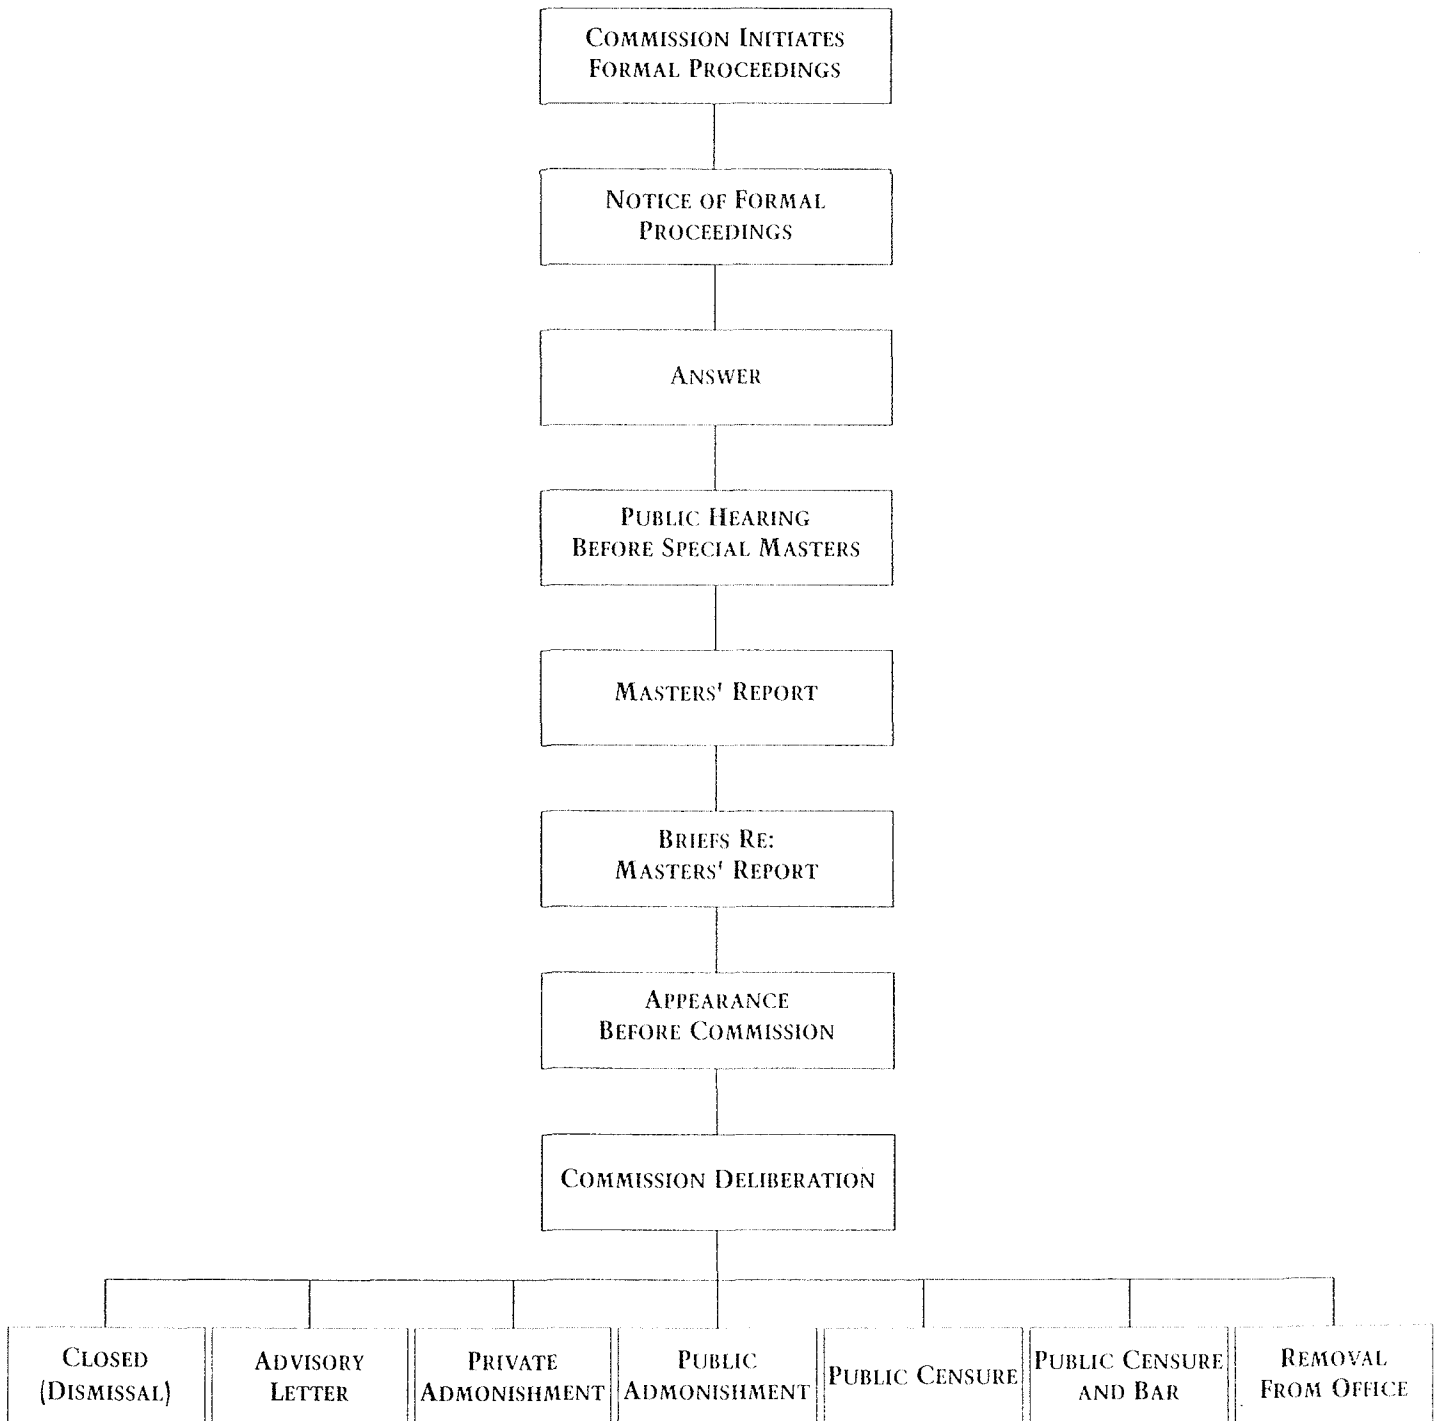 COMMISSION INITIATES
FORMAL PROCEEDINGS
NOTICE OF FORMAL
PROCEEDINGS
ANSWER
PUBLIC HEARING
BEFORE SPECIAL MASTERS
MASTERS' REPORT
BRIEFS RE:
MASTERS' REPORT
APPEARANCE
BEFORE COMMISSION
COMMISSION DELIBERATION
CLOSED
(DISMISSAL)
ADVISORY
LETTER
PRIVATE
ADMONISHMENT
PUBLIC
ADMONISHMENT
PUBLIC CENSURE
PUBLIC CENSURE
AND BAR
REMOVAL
FROM OFFICE